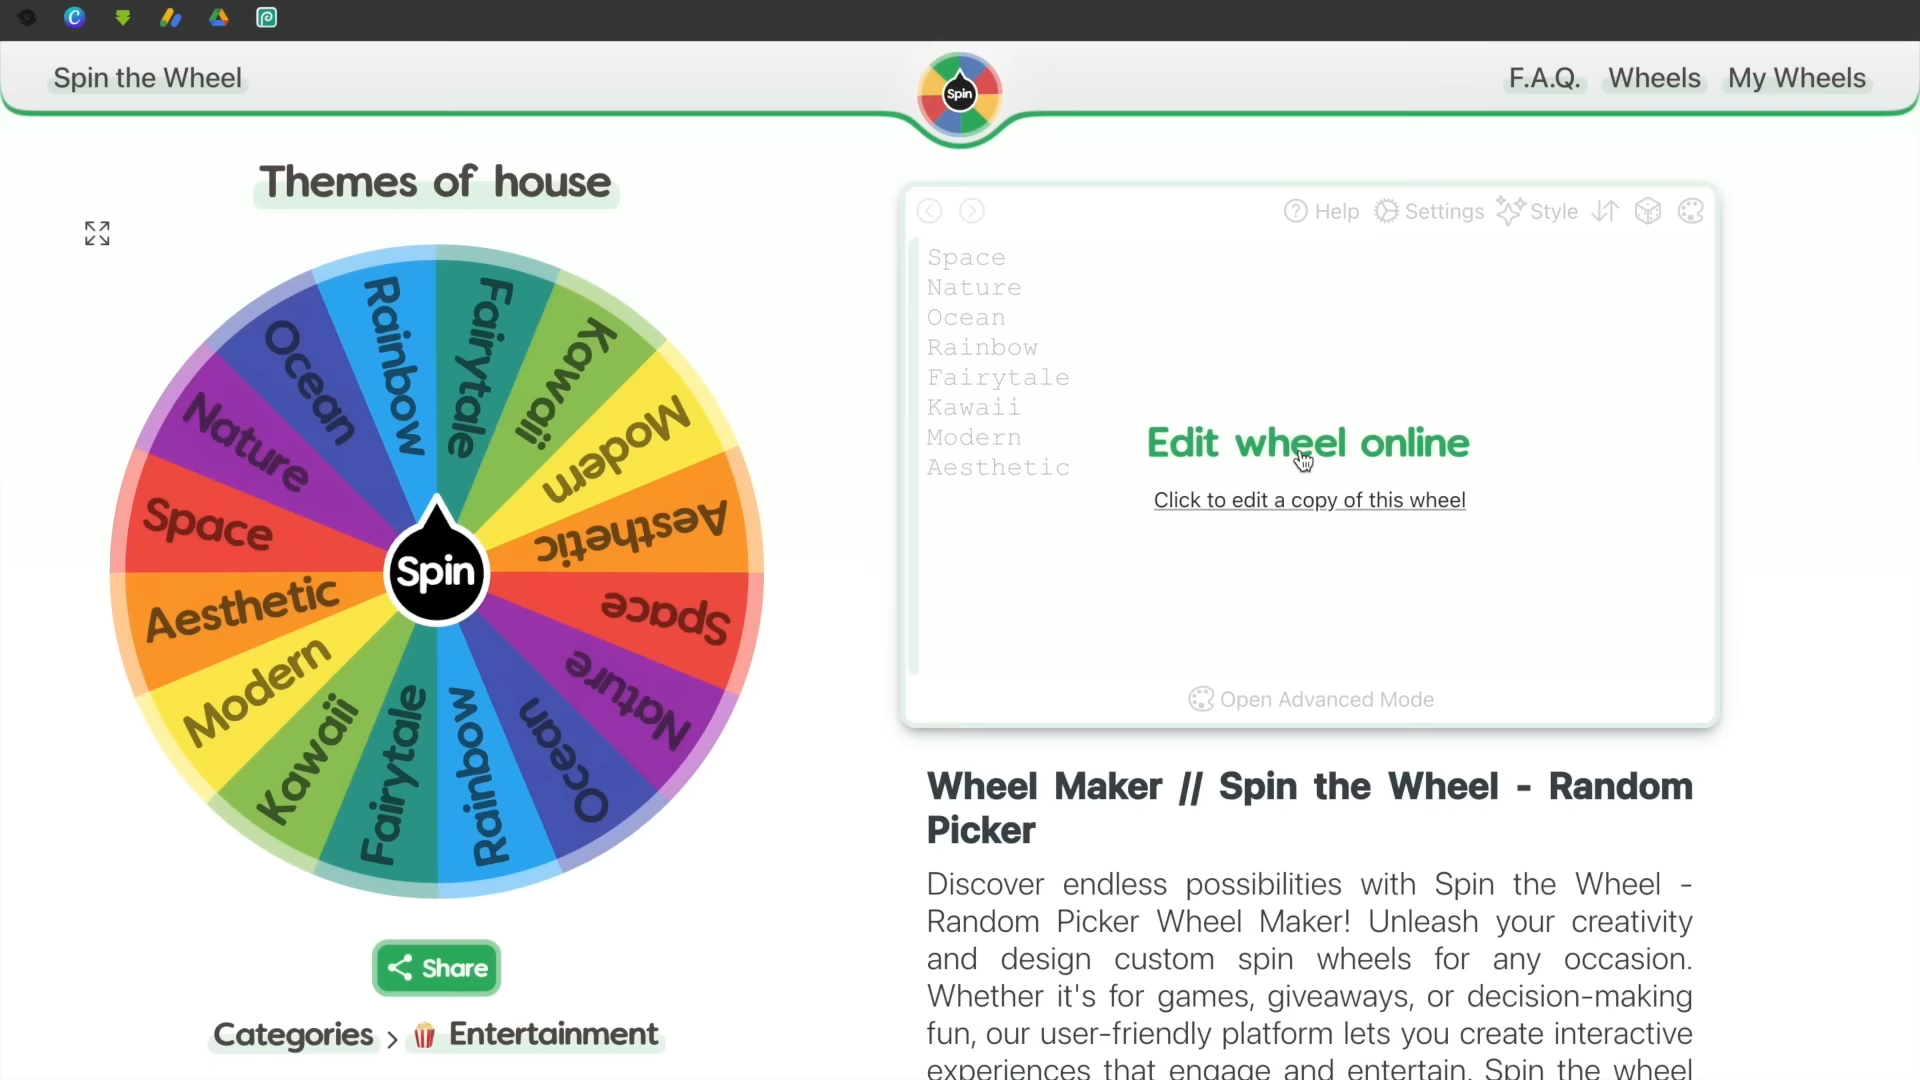 Spin the Wheel
Spin
F.A.Q. Wheels My Wheels
Themes of house
Rainbow
Fairytale
Kawaii
Modern
Aesthetic
Space
Nature
Ocean
Rainbow
Fairytale
Kawaii
Modern
Aesthetic
Space
Nature
Ocean
Spin
Share
Categories > Entertainment
Help Settings Style
Space
Nature
Ocean
Rainbow
Fairytale
Kawaii
Modern
Aesthetic
Edit wheel online
Click to edit a copy of this wheel
Open Advanced Mode
Wheel Maker // Spin the Wheel - Random
Picker
Discover endless possibilities with Spin the Wheel -
Random Picker Wheel Maker! Unleash your creativity
and design custom spin wheels for any occasion.
Whether it's for games, giveaways, or decision-making
fun, our user-friendly platform lets you create interactive
experiences that engage and entertain. Spin the wheel